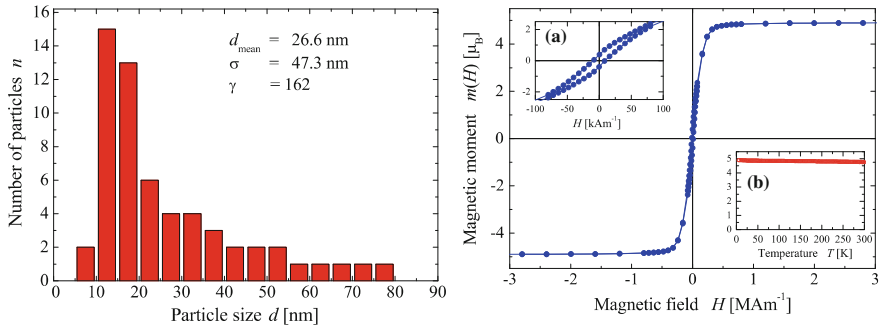 16
14
12
10
8
6
4
2
0
Number of particles n
d_mean = 26.6 nm
σ = 47.3 nm
γ = 162
0 10 20 30 40 50 60 70 80 90
Particle size d [nm]
4
2
0
-2
-4
Magnetic moment m(H) [μ_B]
(a)
2
0
-2
-100 -50 0 50 100
H [kAm⁻¹]
(b)
5
4
3
2
1
0
0 50 100 150 200 250 300
Temperature T [K]
-3 -2 -1 0 1 2 3
Magnetic field H [MAm⁻¹]